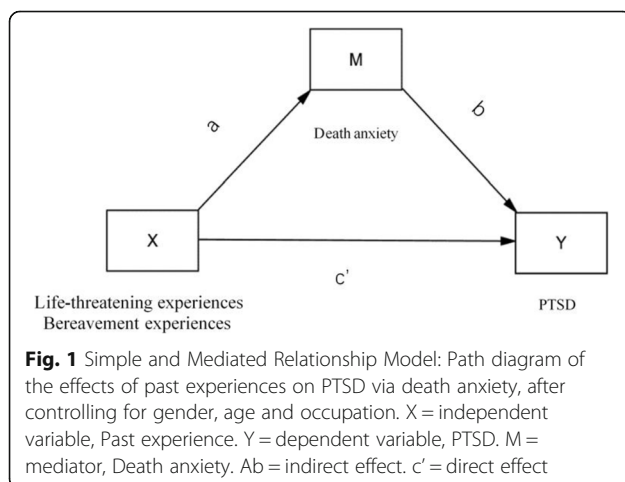 M
a
b
Death anxiety
X
Y
c'
Life-threatening experiences
Bereavement experiences
PTSD
Fig. 1 Simple and Mediated Relationship Model: Path diagram of
the effects of past experiences on PTSD via death anxiety, after
controlling for gender, age and occupation. X = independent
variable, Past experience. Y = dependent variable, PTSD. M =
mediator, Death anxiety. Ab = indirect effect. c’ = direct effect